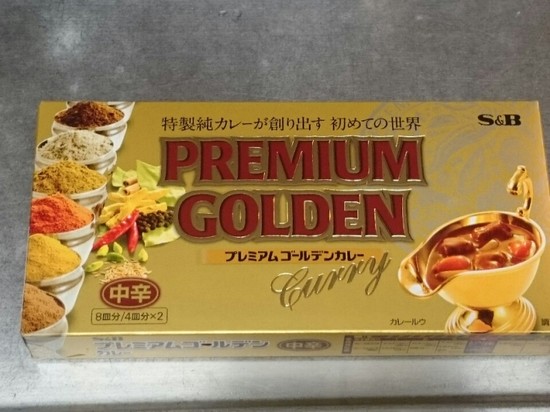 特製純カレーが創り出す 初めての世界
S&B
PREMIUM
GOLDEN
プレミアムゴールデンカレー
Curry
中辛
8皿分/4皿分×2
カレールウ
S&B
プレミアムゴールデン
中辛